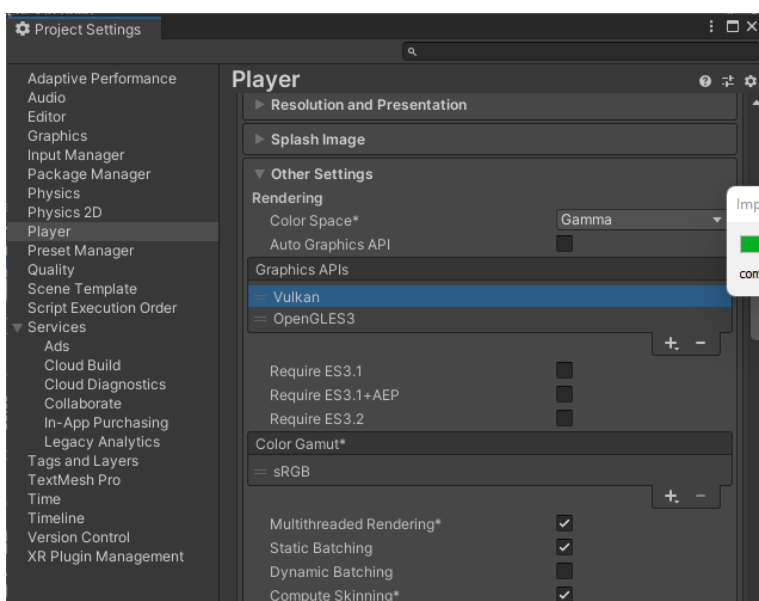 Project Settings
Adaptive Performance
Audio
Editor
Graphics
Input Manager
Package Manager
Physics
Physics 2D
Player
Preset Manager
Quality
Scene Template
Script Execution Order
Services
Ads
Cloud Build
Cloud Diagnostics
Collaborate
In-App Purchasing
Legacy Analytics
Tags and Layers
TextMesh Pro
Time
Timeline
Version Control
XR Plugin Management
Player
Resolution and Presentation
Splash Image
Other Settings
Rendering
Color Space* Gamma
Auto Graphics API
Graphics APIs
Vulkan
OpenGLES3
Require ES3.1
Require ES3.1+AEP
Require ES3.2
Color Gamut*
sRGB
Multithreaded Rendering*
Static Batching
Dynamic Batching
Compute Skinning*
Imp
com